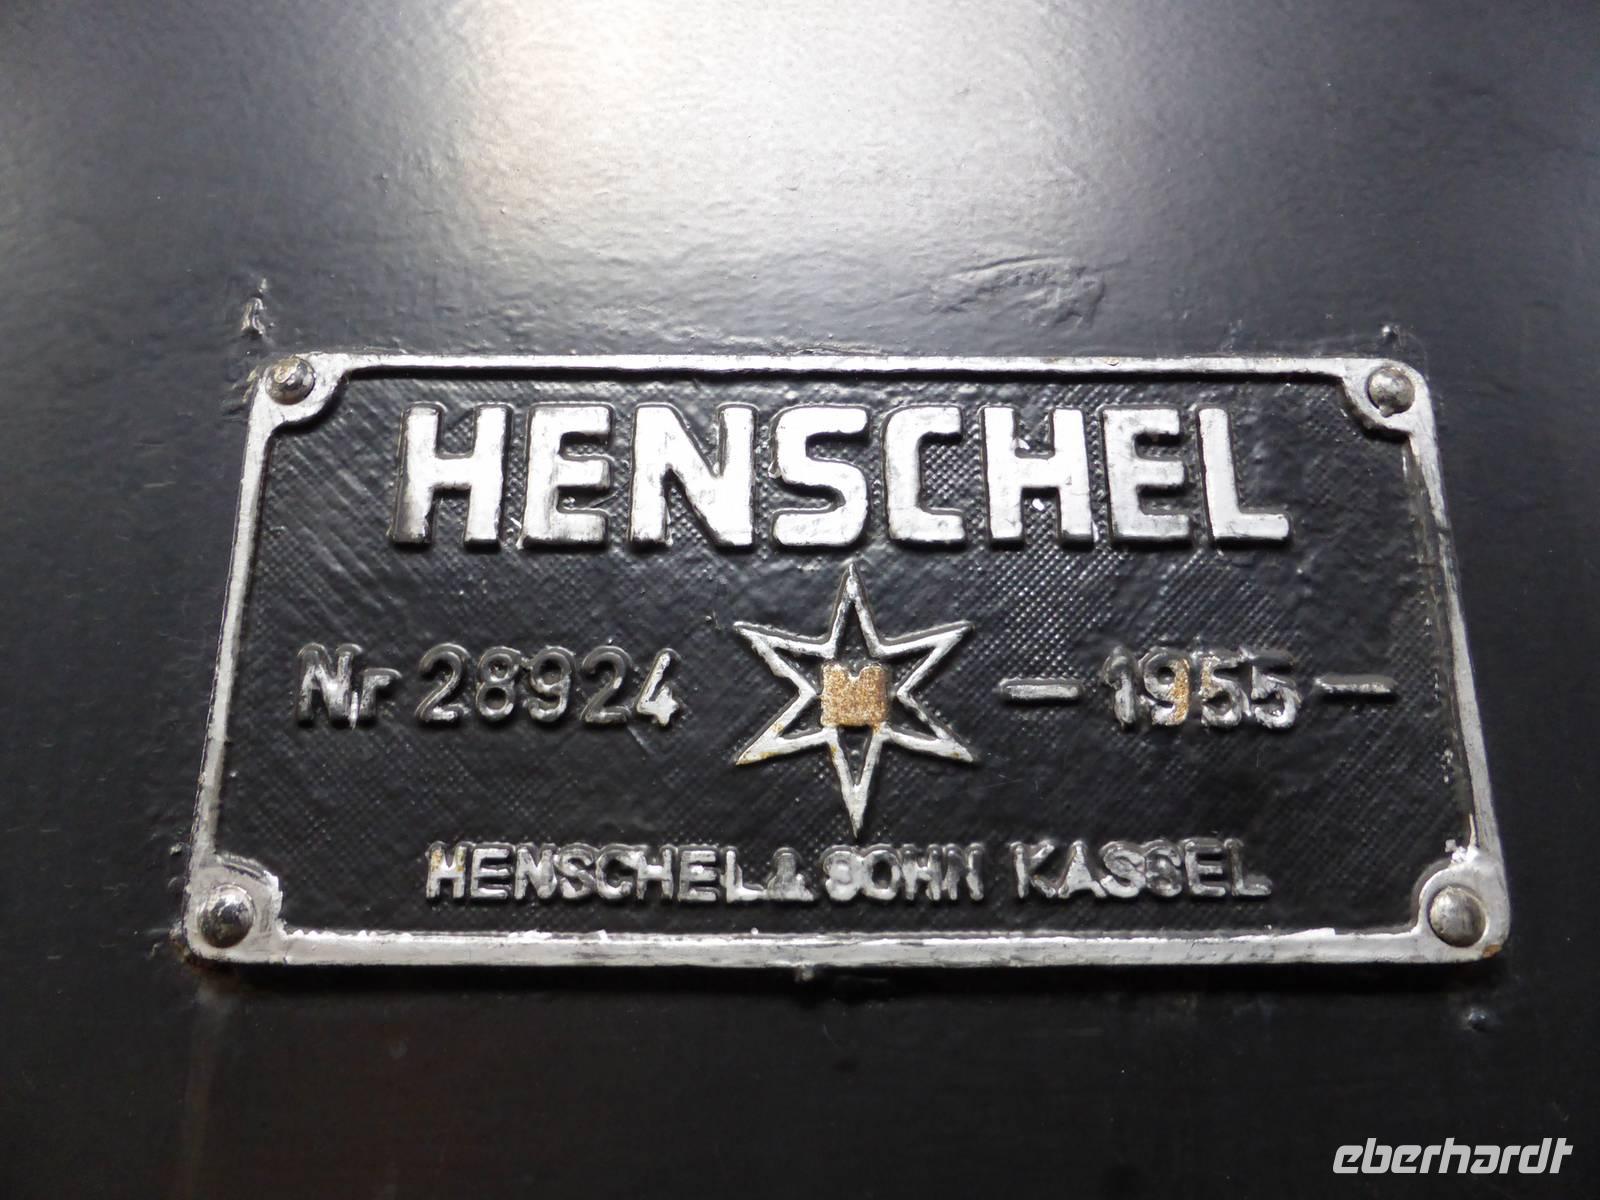 HENSCHEL
Nr 28924 — 1955 —
HENSCHEL & SOHN KASSEL
eberhardt